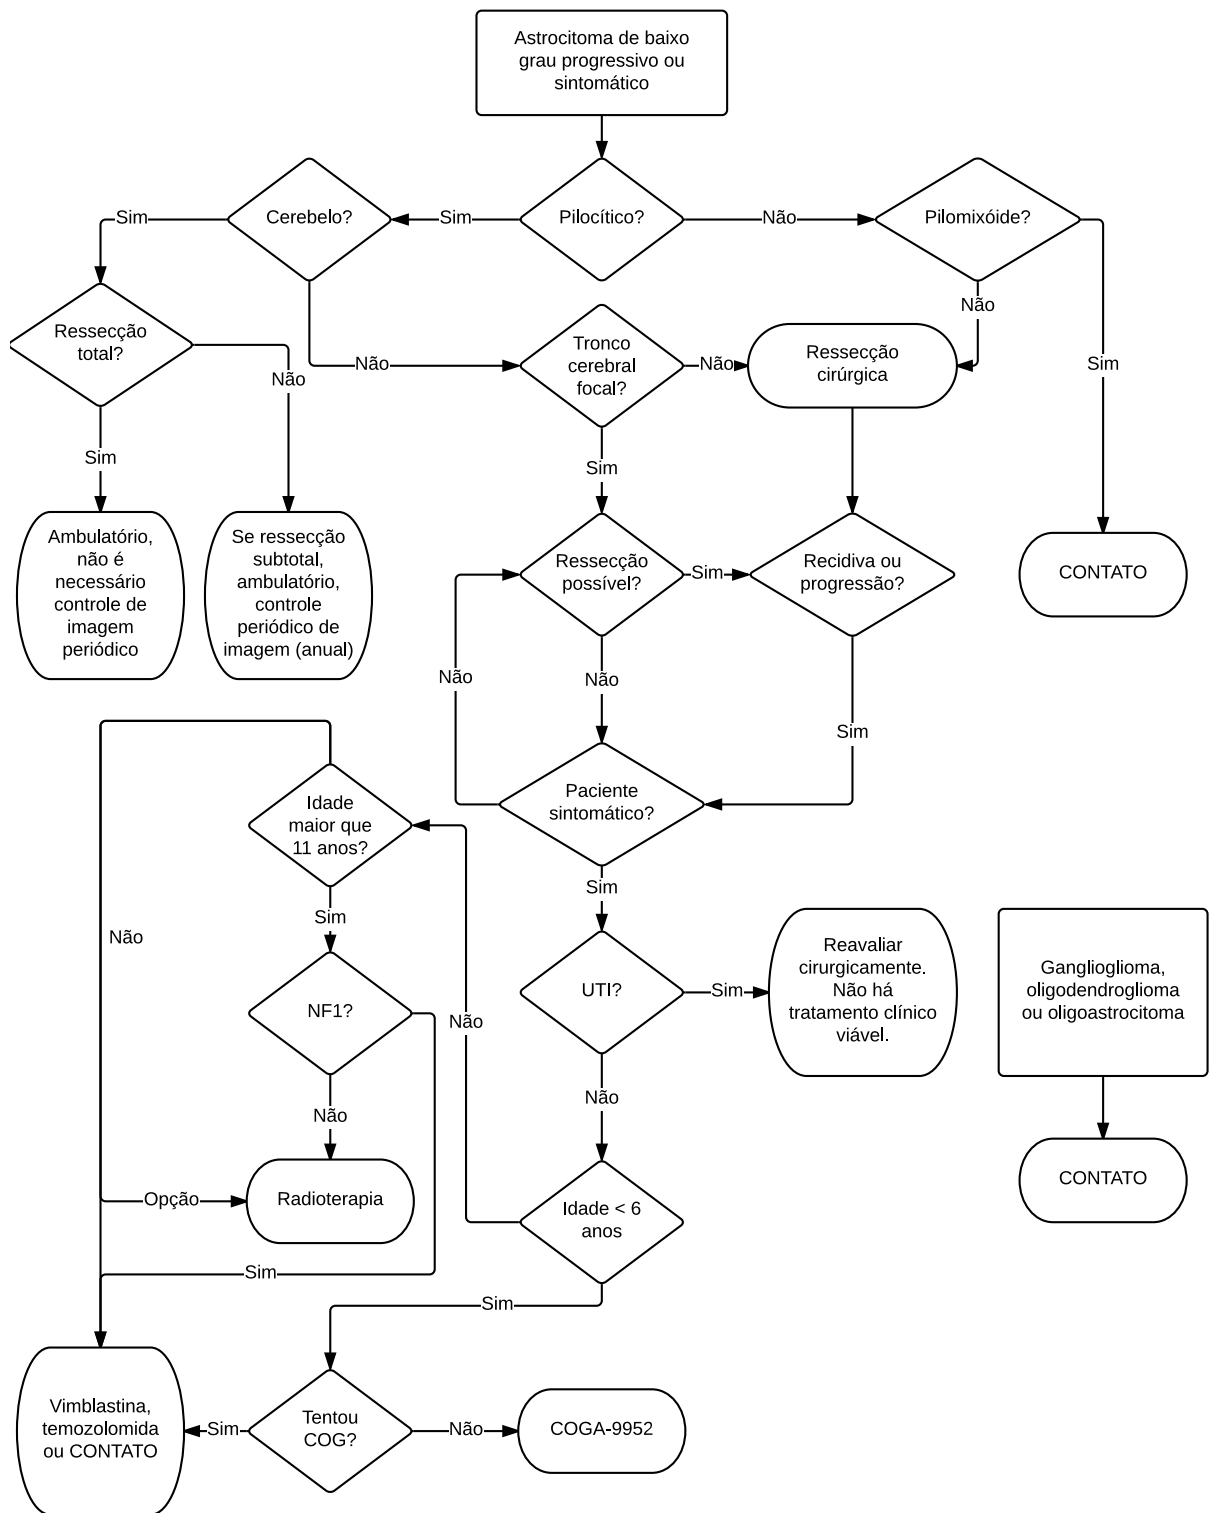 Astrocitoma de baixo
grau progressivo ou
sintomático
Cerebelo?
Pilocítico?
Pilomixóide?
Sim
Sim
Não
Não
Ressecção
total?
Não
Tronco
cerebral
focal?
Não
Ressecção
cirúrgica
Sim
Não
Sim
Sim
Ambulatório,
não é
necessário
controle de
imagem
periódico
Se ressecção
subtotal,
ambulatório,
controle
periódico de
imagem (anual)
Ressecção
possível?
Sim
Recidiva ou
progressão?
CONTATO
Não
Não
Sim
Idade
maior que
11 anos?
Paciente
sintomático?
Sim
Sim
Não
NF1?
Não
UTI?
Sim
Reavaliar
cirurgicamente.
Não há
tratamento clínico
viável.
Ganglioglioma,
oligodendroglioma
ou oligoastrocitoma
Não
Não
Opção
Radioterapia
Idade < 6
anos
CONTATO
Sim
Sim
Vimblastina,
temozolomida
ou CONTATO
Sim
Tentou
COG?
Não
COGA-9952